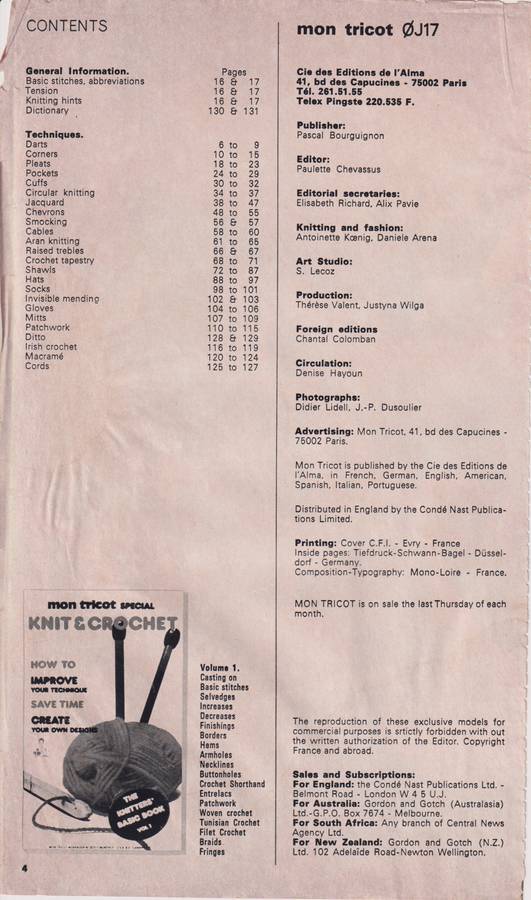 CONTENTS
General Information. Pages
Basic stitches, abbreviations 16 & 17
Tension 16 & 17
Knitting hints 16 & 17
Dictionary 130 & 131
Techniques.
Darts 6 to 9
Corners 10 to 15
Pleats 18 to 23
Pockets 24 to 29
Cuffs 30 to 32
Circular knitting 34 to 37
Jacquard 38 to 47
Chevrons 48 to 55
Smocking 56 & 57
Cables 58 to 60
Aran knitting 61 to 65
Raised trebles 66 & 67
Crochet tapestry 68 to 71
Shawls 72 to 87
Hats 88 to 97
Socks 98 to 101
Invisible mending 102 & 103
Gloves 104 to 106
Mitts 107 to 109
Patchwork 110 to 115
Ditto 128 & 129
Irish crochet 116 to 119
Macramé 120 to 124
Cords 125 to 127
mon tricot SPECIAL
KNIT & CROCHET
HOW TO
IMPROVE
YOUR TECHNIQUE
SAVE TIME
CREATE
YOUR OWN DESIGNS
THE
KNITTERS'
BASIC BOOK
VOL 1
Volume 1.
Casting on
Basic stitches
Selvedges
Increases
Decreases
Finishings
Borders
Hems
Armholes
Necklines
Buttonholes
Crochet Shorthand
Entrelacs
Patchwork
Woven crochet
Tunisian Crochet
Filet Crochet
Braids
Fringes
4
mon tricot ØJ17
Cie des Editions de l'Alma
41, bd des Capucines - 75002 Paris
Tél. 261.51.55
Telex Pingste 220.535 F.
Publisher:
Pascal Bourguignon
Editor:
Paulette Chevassus
Editorial secretaries:
Elisabeth Richard, Alix Pavie
Knitting and fashion:
Antoinette Kœnig, Daniele Arena
Art Studio:
S. Lecoz
Production:
Thérèse Valent, Justyna Wilga
Foreign editions
Chantal Colomban
Circulation:
Denise Hayoun
Photographs:
Didier Lidell, J.-P. Dusoulier
Advertising: Mon Tricot, 41, bd des Capucines -
75002 Paris.
Mon Tricot is published by the Cie des Editions de
l'Alma, in French, German, English, American,
Spanish, Italian, Portuguese.
Distributed in England by the Condé Nast Publica-
tions Limited.
Printing: Cover C.F.I. - Evry - France
Inside pages: Tiefdruck-Schwann-Bagel - Düssel-
dorf - Germany.
Composition-Typography: Mono-Loire - France.
MON TRICOT is on sale the last Thursday of each
month.
The reproduction of these exclusive models for
commercial purposes is srtictly forbidden with out
the written authorization of the Editor. Copyright
France and abroad.
Sales and Subscriptions:
For England: the Condé Nast Publications Ltd. -
Belmont Road - London W 4 5 U.J.
For Australia: Gordon and Gotch (Australasia)
Ltd.-G.P.O. Box 7674 - Melbourne.
For South Africa: Any branch of Central News
Agency Ltd.
For New Zealand: Gordon and Gotch (N.Z.)
Ltd. 102 Adelaïde Road-Newton Wellington.